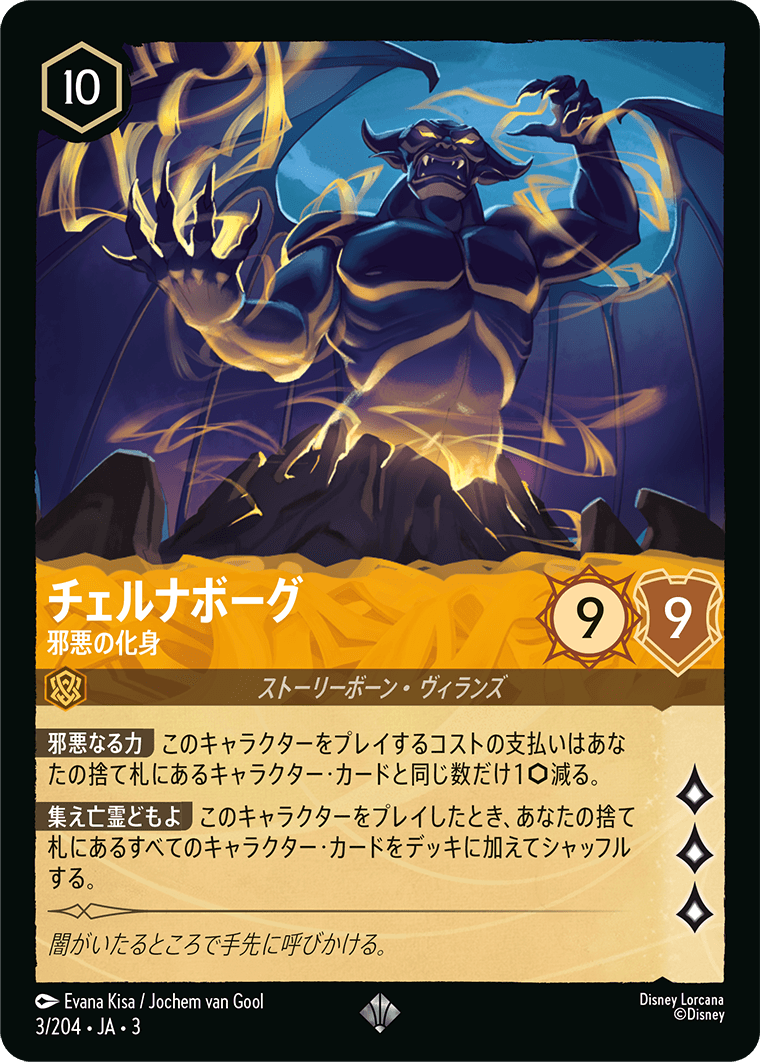 10
チェルナボーグ
邪悪の化身
9
9
ストーリーボーン・ヴィランズ
邪悪なる力 このキャラクターをプレイするコストの支払いはあな
たの捨て札にあるキャラクター・カードと同じ数だけ1⬡減る。
集え亡霊どもよ このキャラクターをプレイしたとき、あなたの捨て
札にあるすべてのキャラクター・カードをデッキに加えてシャッフル
する。
闇がいたるところで手先に呼びかける。
Evana Kisa / Jochem van Gool
3/204・JA・3
Disney Lorcana
©Disney